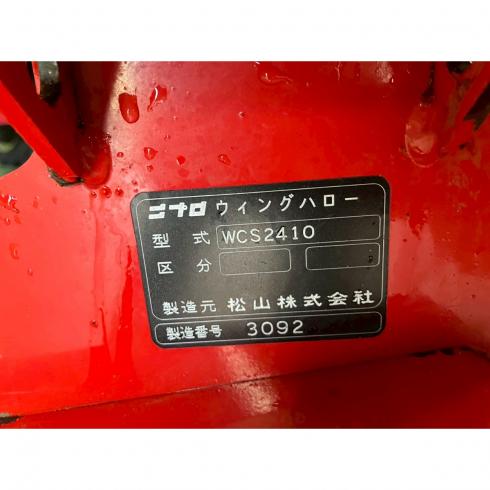 ニプロ ウィングハロー
型式 WCS2410
区分
製造元 松山株式会社
製造番号 3092